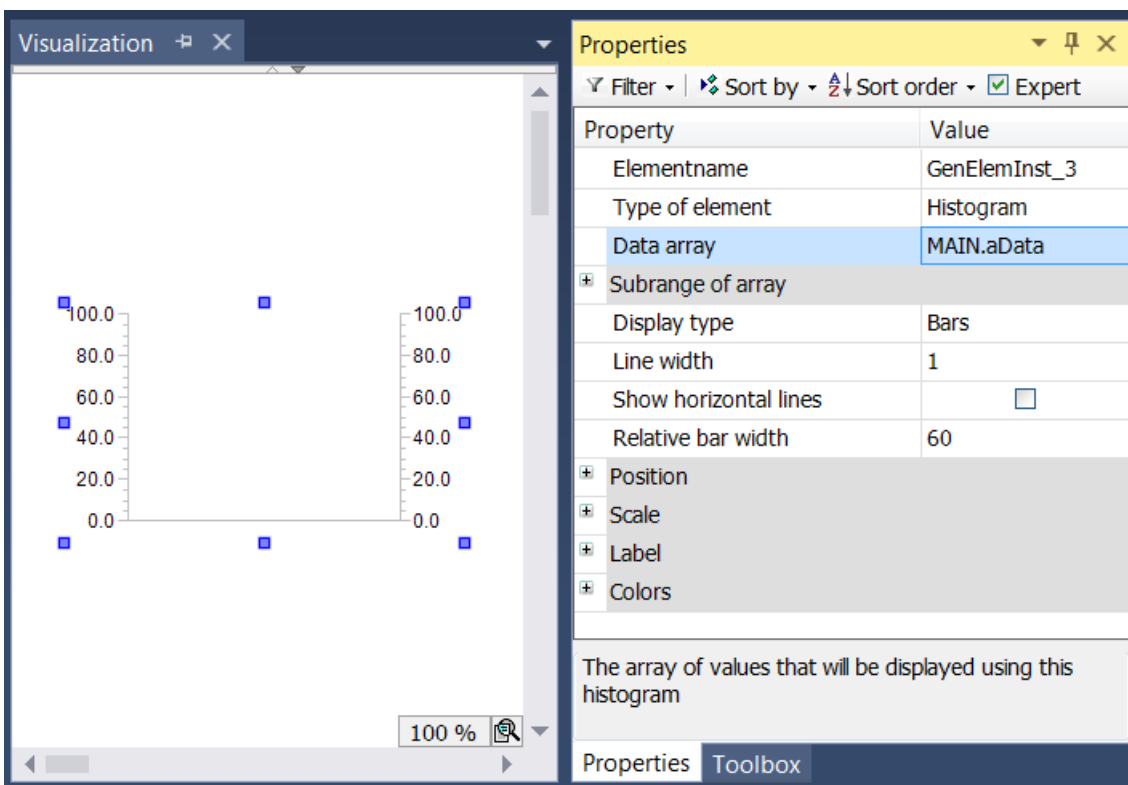 Visualization
100.0 100.0
80.0 80.0
60.0 60.0
40.0 40.0
20.0 20.0
0.0 0.0
100 %
Properties
Filter Sort by Sort order Expert
Property Value
Elementname GenElemInst_3
Type of element Histogram
Data array MAIN.aData
Subrange of array
Display type Bars
Line width 1
Show horizontal lines
Relative bar width 60
Position
Scale
Label
Colors
The array of values that will be displayed using this
histogram
Properties Toolbox